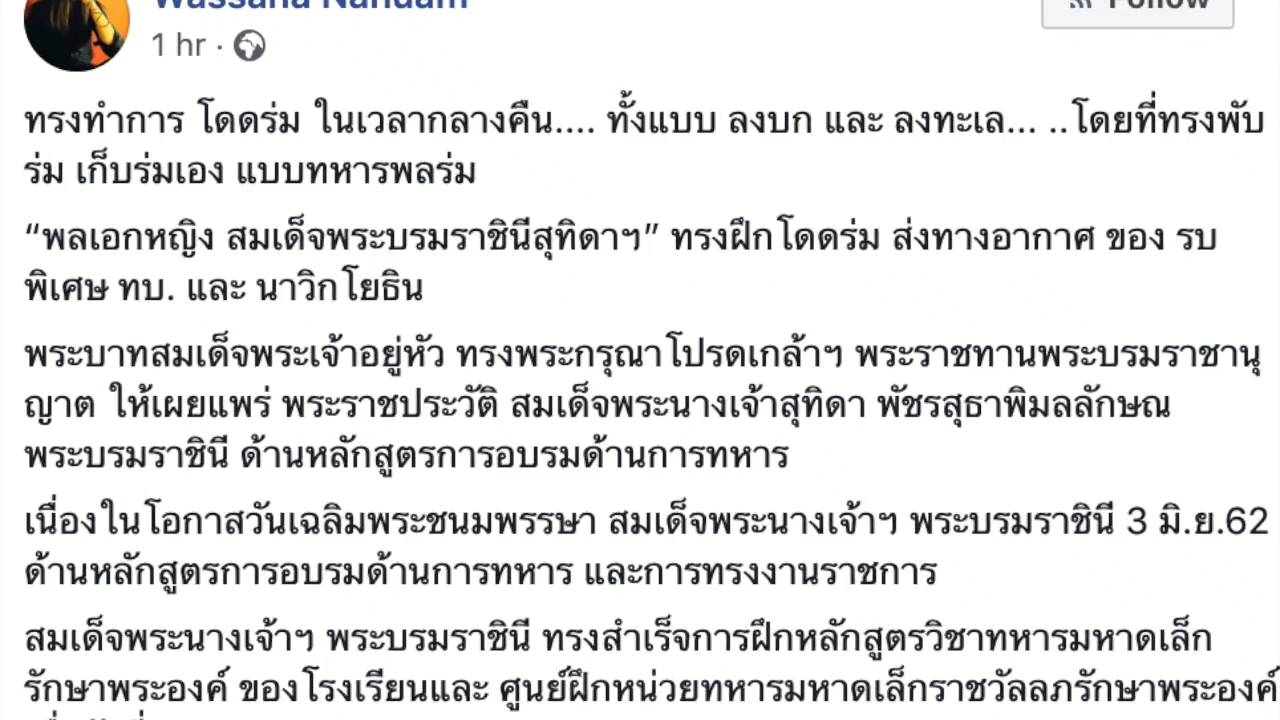 Wassana Nanuam
Follow
1 hr ·
ทรงทำการ โดดร่ม ในเวลากลางคืน.... ทั้งแบบ ลงบก และ ลงทะเล... ..โดยที่ทรงพับ
ร่ม เก็บร่มเอง แบบทหารพลร่ม
“พลเอกหญิง สมเด็จพระบรมราชินีสุทิดาฯ” ทรงฝึกโดดร่ม ส่งทางอากาศ ของ รบ
พิเศษ ทบ. และ นาวิกโยธิน
พระบาทสมเด็จพระเจ้าอยู่หัว ทรงพระกรุณาโปรดเกล้าฯ พระราชทานพระบรมราชานุ
ญาต ให้เผยแพร่ พระราชประวัติ สมเด็จพระนางเจ้าสุทิดา พัชรสุธาพิมลลักษณ
พระบรมราชินี ด้านหลักสูตรการอบรมด้านการทหาร
เนื่องในโอกาสวันเฉลิมพระชนมพรรษา สมเด็จพระนางเจ้าฯ พระบรมราชินี 3 มิ.ย.62
ด้านหลักสูตรการอบรมด้านการทหาร และการทรงงานราชการ
สมเด็จพระนางเจ้าฯ พระบรมราชินี ทรงสำเร็จการฝึกหลักสูตรวิชาทหารมหาดเล็ก
รักษาพระองค์ ของโรงเรียนและ ศูนย์ฝึกหน่วยทหารมหาดเล็กราชวัลลภรักษาพระองค์